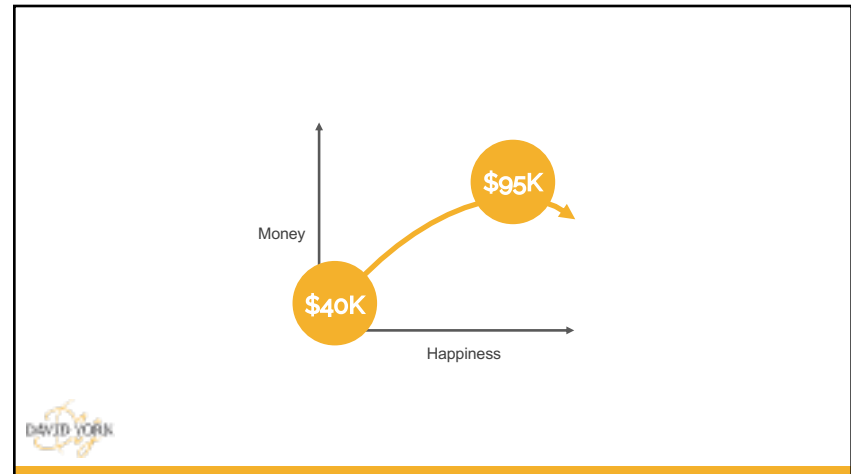 $95K
Money
$40K
Happiness
DAVID YORK